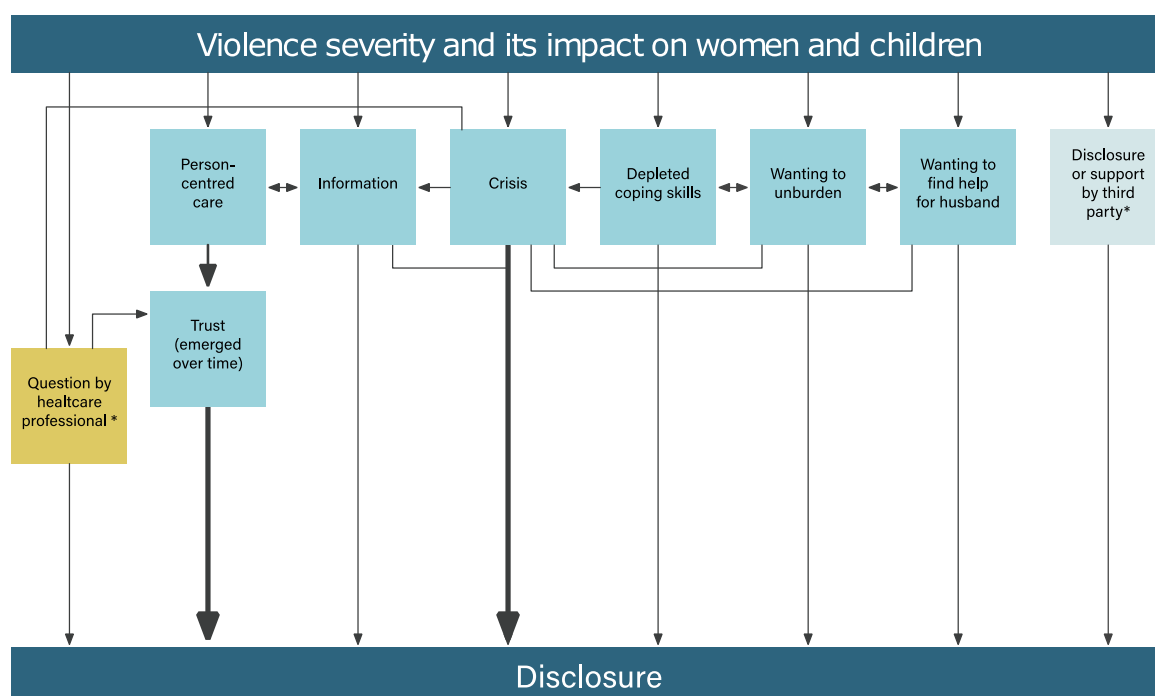 Violence severity and its impact on women and children
Person-
centred
care
Information
Crisis
Depleted
coping skills
Wanting to
unburden
Wanting to
find help
for husband
Disclosure
or support
by third
party*
Trust
(emerged
over time)
Question by
healtcare
professional *
Disclosure